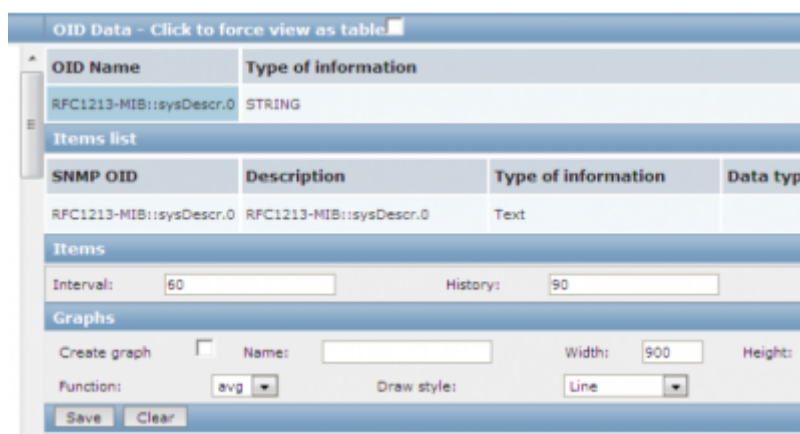 OID Data - Click to force view as table
OID Name Type of information
RFC1213-MIB::sysDescr.0 STRING
Items list
SNMP OID Description Type of information Data typ
RFC1213-MIB::sysDescr.0 RFC1213-MIB::sysDescr.0 Text
Items
Interval: 60 History: 90
Graphs
Create graph Name: Width: 900 Height:
Function: avg Draw style: Line
Save Clear